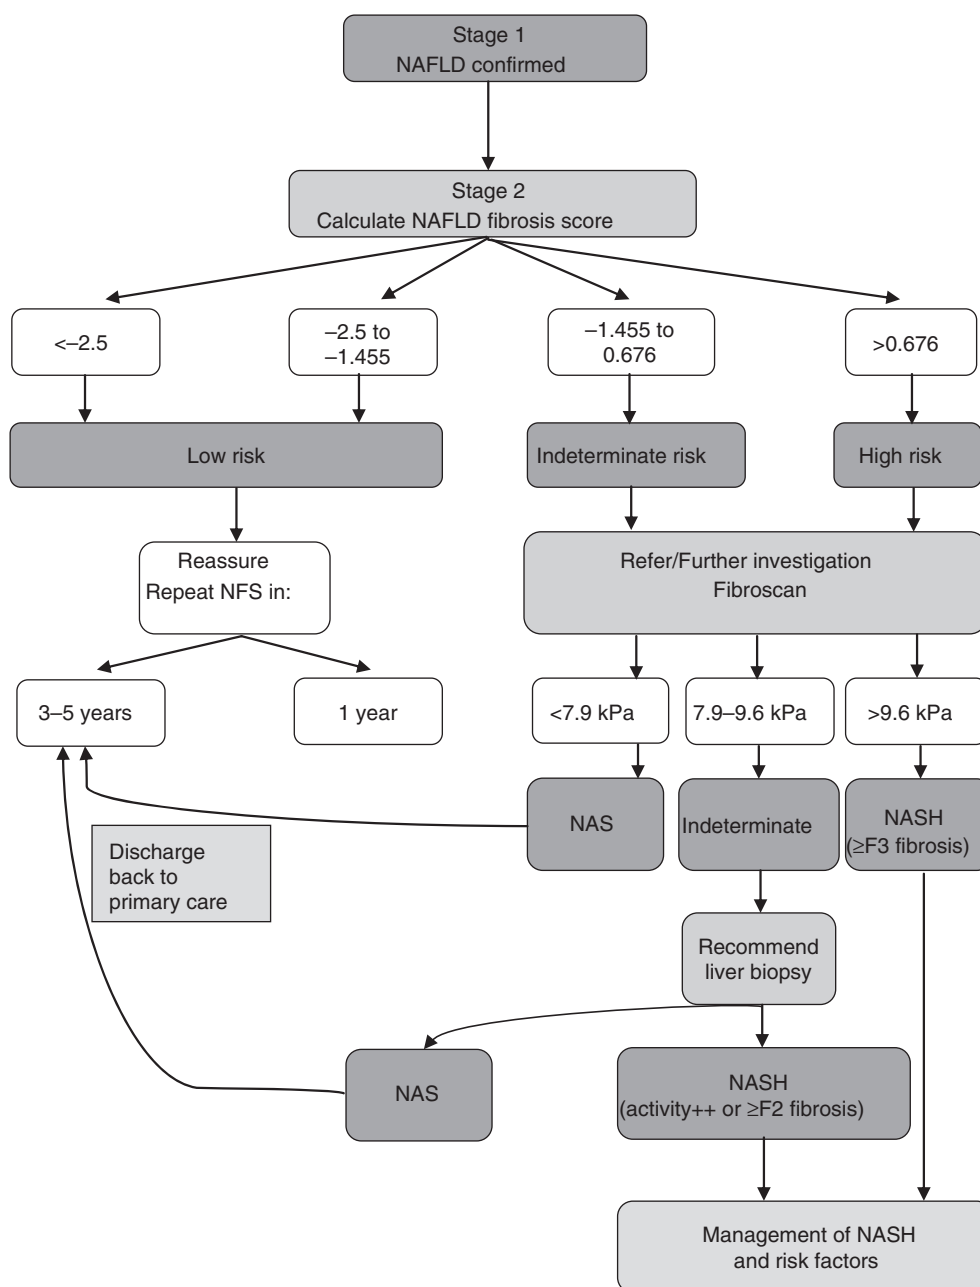 Stage 1
NAFLD confirmed
Stage 2
Calculate NAFLD fibrosis score
<–2.5
–2.5 to
–1.455
–1.455 to
0.676
>0.676
Low risk
Indeterminate risk
High risk
Reassure
Repeat NFS in:
Refer/Further investigation
Fibroscan
3–5 years
1 year
<7.9 kPa
7.9–9.6 kPa
>9.6 kPa
NAS
Indeterminate
NASH
(≥F3 fibrosis)
Discharge
back to
primary care
Recommend
liver biopsy
NAS
NASH
(activity++ or ≥F2 fibrosis)
Management of NASH
and risk factors